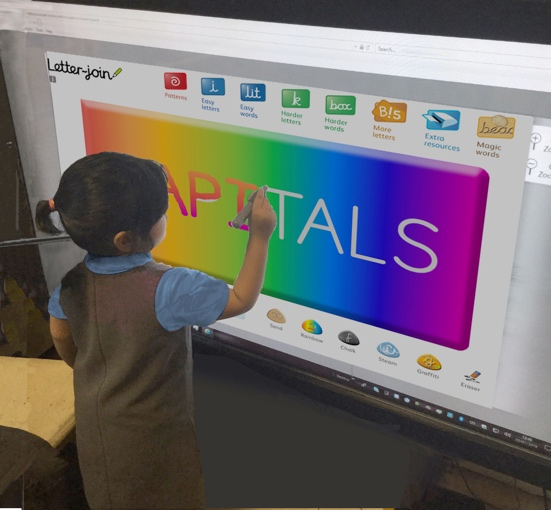 Letter-join
Patterns
i
Easy
letters
lit
Easy
words
k
Harder
letters
box
Harder
words
B!5
More
letters
Extra
resources
bear
Magic
words
APITALS
Sand
Rainbow
Chalk
Steam
Graffiti
Eraser